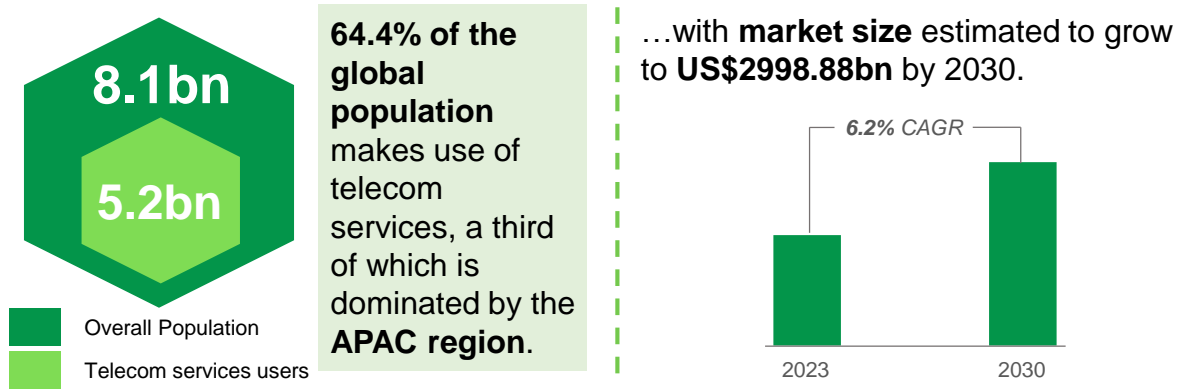 8.1bn
5.2bn
Overall Population
Telecom services users
64.4% of the
global
population
makes use of
telecom
services, a third
of which is
dominated by the
APAC region.
…with market size estimated to grow
to US$2998.88bn by 2030.
6.2% CAGR
2023
2030